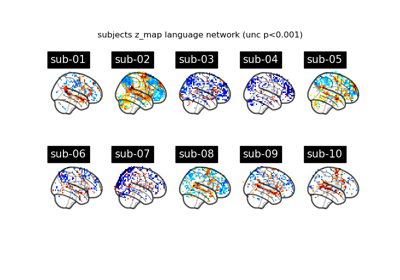 subjects z_map language network (unc p<0.001)
sub-01 sub-02 sub-03 sub-04 sub-05
sub-06 sub-07 sub-08 sub-09 sub-10